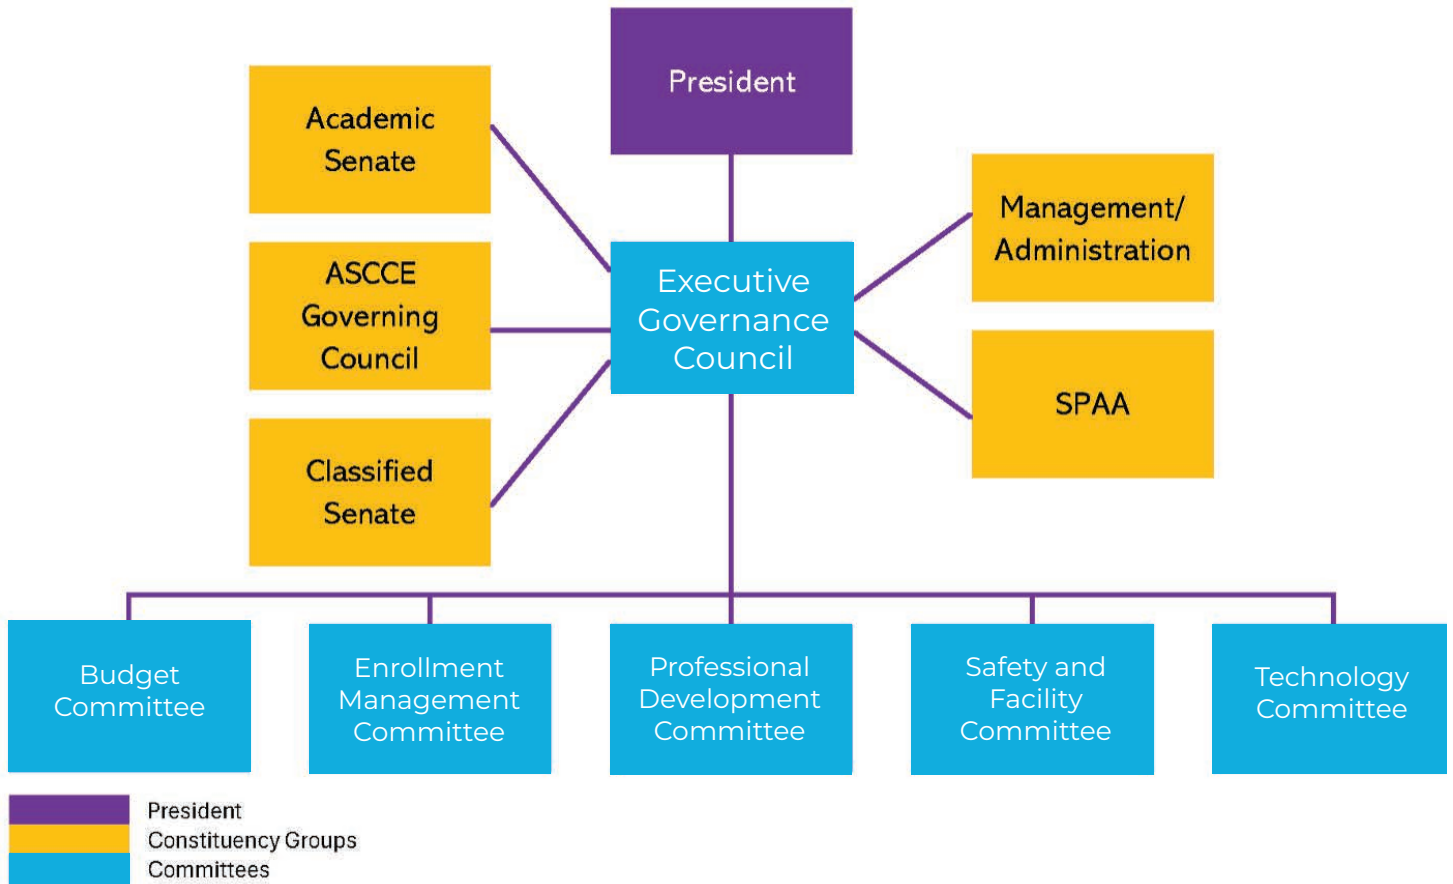 President
Academic
Senate
Management/
Administration
ASCCE
Governing
Council
Executive
Governance
Council
SPAA
Classified
Senate
Budget
Committee
Enrollment
Management
Committee
Professional
Development
Committee
Safety and
Facility
Committee
Technology
Committee
President
Constituency Groups
Committees